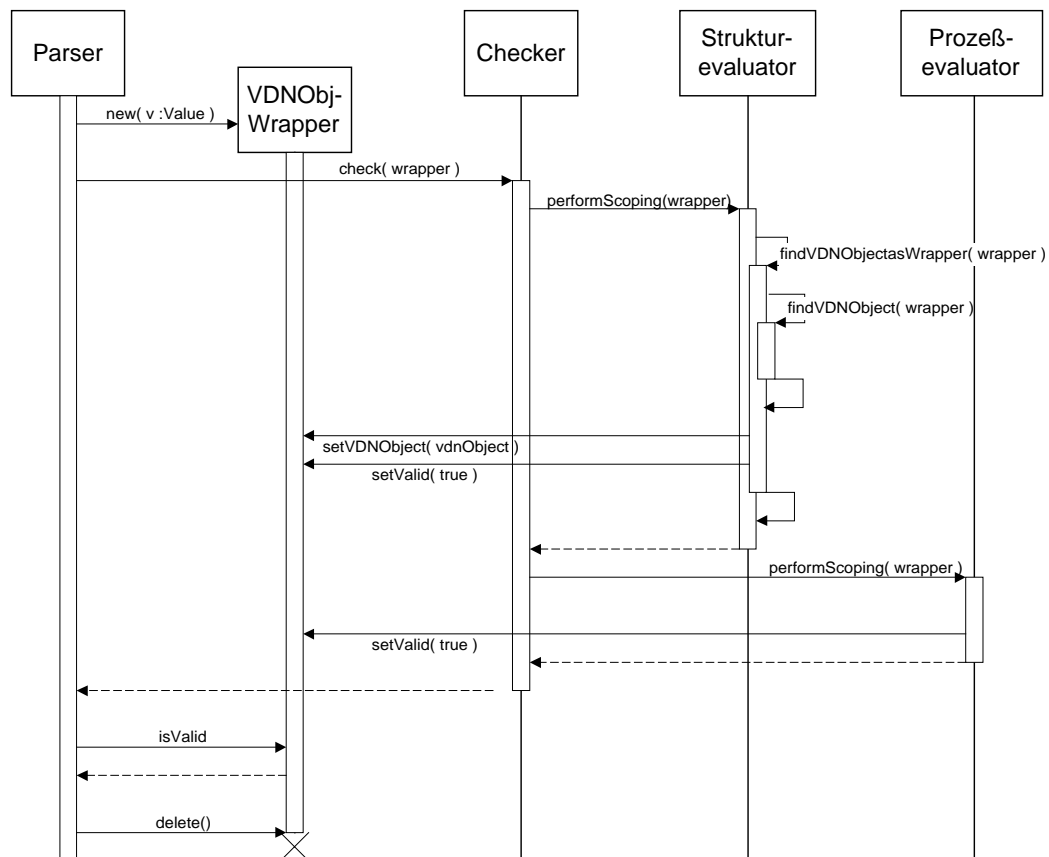 Parser
VDNObj-
Wrapper
Checker
Struktur-
evaluator
Prozeß-
evaluator
new( v :Value )
check( wrapper )
performScoping(wrapper)
findVDNObjectasWrapper( wrapper )
findVDNObject( wrapper )
setVDNObject( vdnObject )
setValid( true )
performScoping( wrapper )
setValid( true )
isValid
delete()